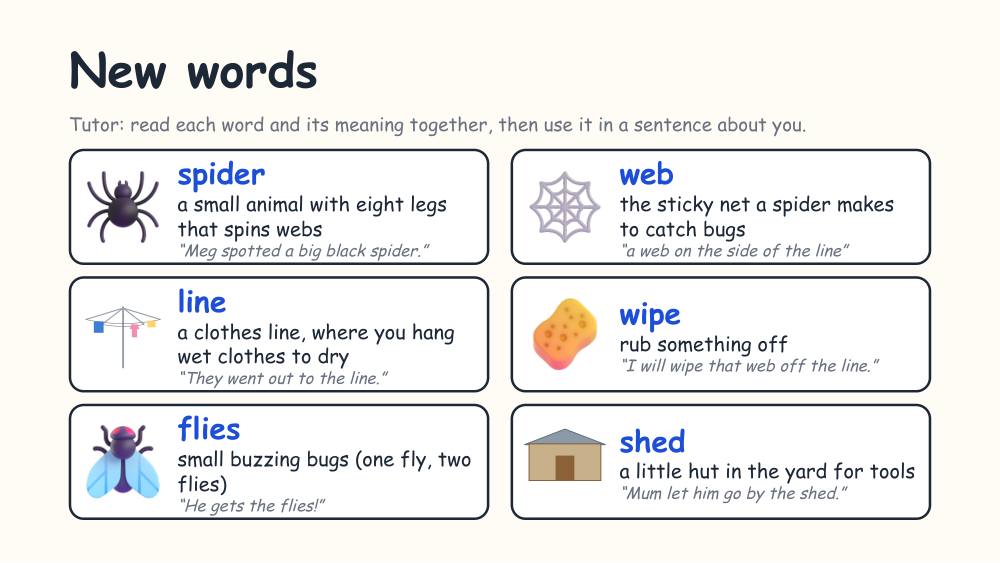 New words
Tutor: read each word and its meaning together, then use it in a sentence about you.
spider
a small animal with eight legs
that spins webs
“Meg spotted a big black spider.”
web
the sticky net a spider makes
to catch bugs
“a web on the side of the line”
line
a clothes line, where you hang
wet clothes to dry
“They went out to the line.”
wipe
rub something off
“I will wipe that web off the line.”
flies
small buzzing bugs (one fly, two
flies)
“He gets the flies!”
shed
a little hut in the yard for tools
“Mum let him go by the shed.”